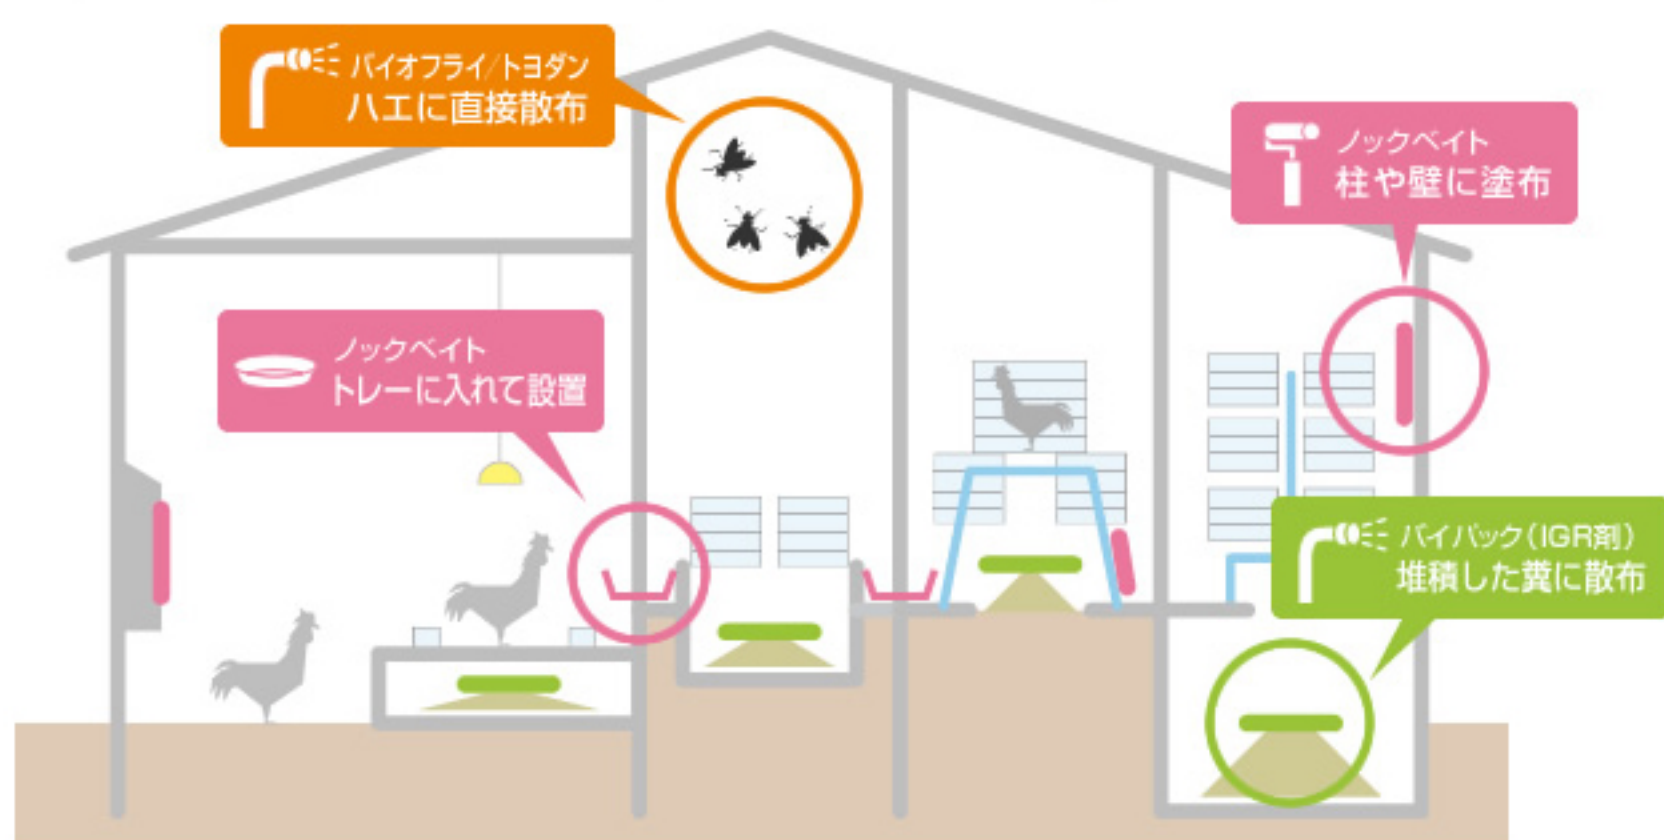 バイオフライ/トヨダン
ハエに直接散布
ノックベイト
柱や壁に塗布
ノックベイト
トレーに入れて設置
バイバック(IGR剤)
堆積した糞に散布